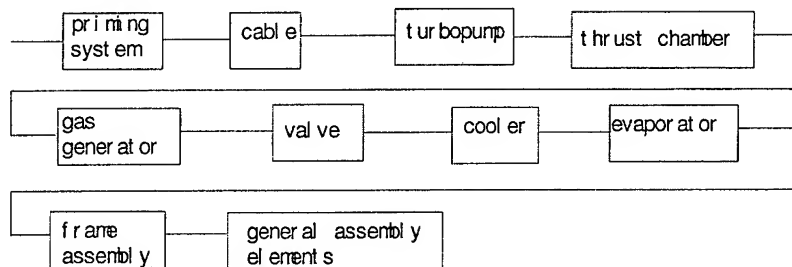 priming
system
cable
turbopump
thrust chamber
gas
generator
valve
cooler
evaporator
frame
assembly
general assembly
elements